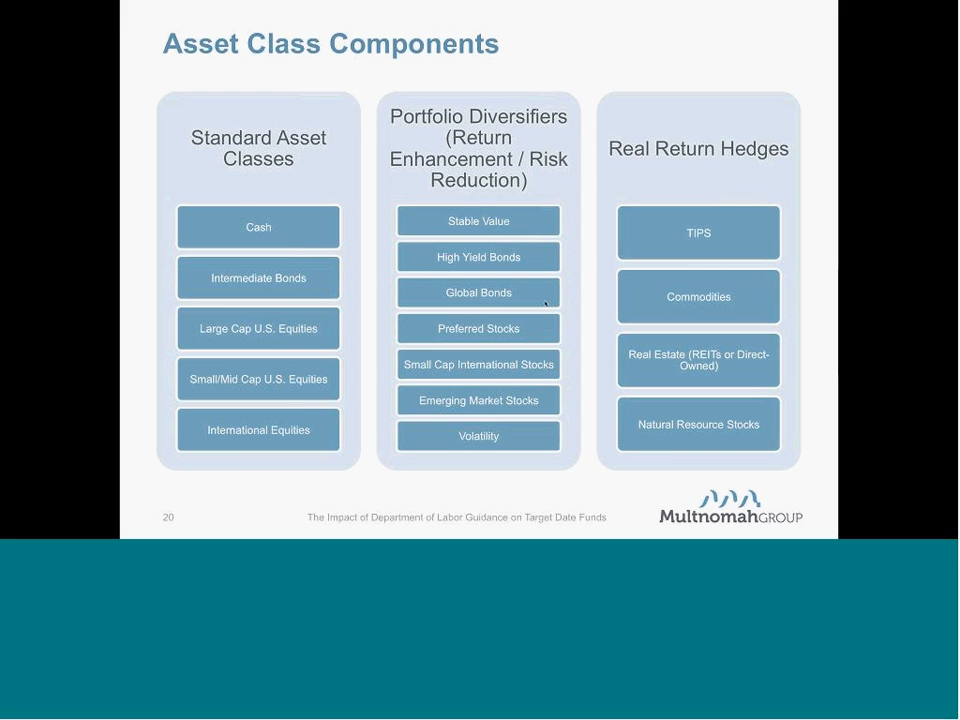 Asset Class Components
Standard Asset
Classes
Cash
Intermediate Bonds
Large Cap U.S. Equities
Small/Mid Cap U.S. Equities
International Equities
Portfolio Diversifiers
(Return
Enhancement / Risk
Reduction)
Stable Value
High Yield Bonds
Global Bonds
Preferred Stocks
Small Cap International Stocks
Emerging Market Stocks
Volatility
Real Return Hedges
TIPS
Commodities
Real Estate (REITs or Direct-
Owned)
Natural Resource Stocks
20
The Impact of Department of Labor Guidance on Target Date Funds
MultnomahGROUP